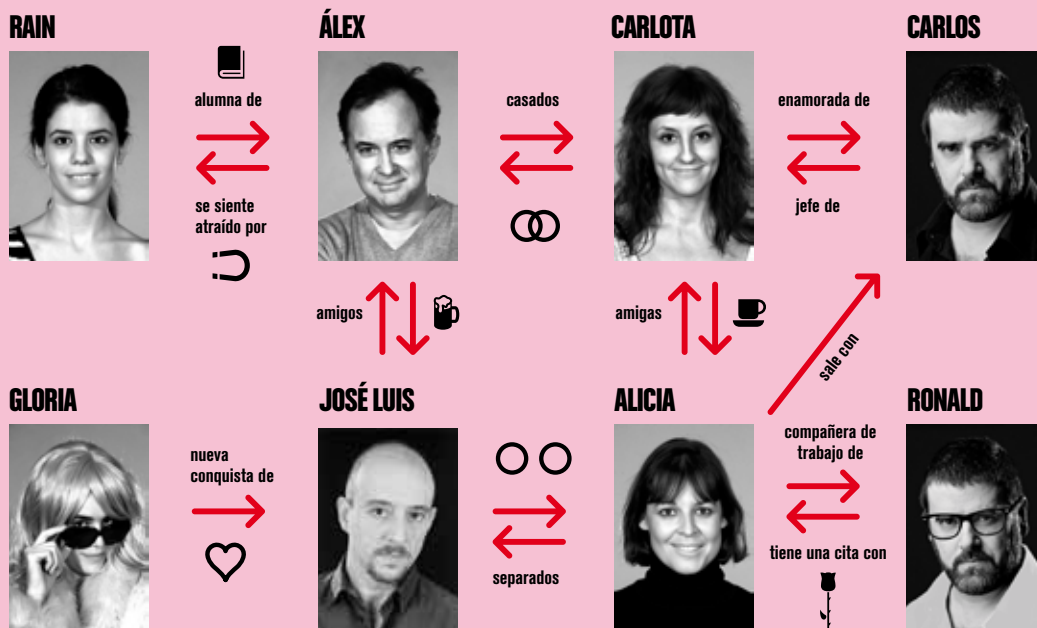 RAIN
ÁLEX
CARLOTA
CARLOS
alumna de
casados
enamorada de
se siente
atraído por
jefe de
amigos
amigas
sale con
GLORIA
JOSÉ LUIS
ALICIA
RONALD
nueva
conquista de
separados
compañera de
trabajo de
tiene una cita con